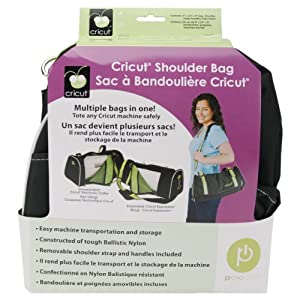 cricut
Cricut® Shoulder Bag
Sac à Bandoulière Cricut®
Multiple bags in one!
Tote any Cricut machine safely
Un sac devient plusieurs sacs!
Il rend plus facile le transport et le
stockage de la machine
• Easy machine transportation and storage
• Constructed of tough Ballistic Nylon
• Removable shoulder strap and handles included
• Il rend plus facile le transport et le stockage de la machine
• Confectionné en Nylon Balistique résistant
• Bandoulière et poignées amovibles incluses